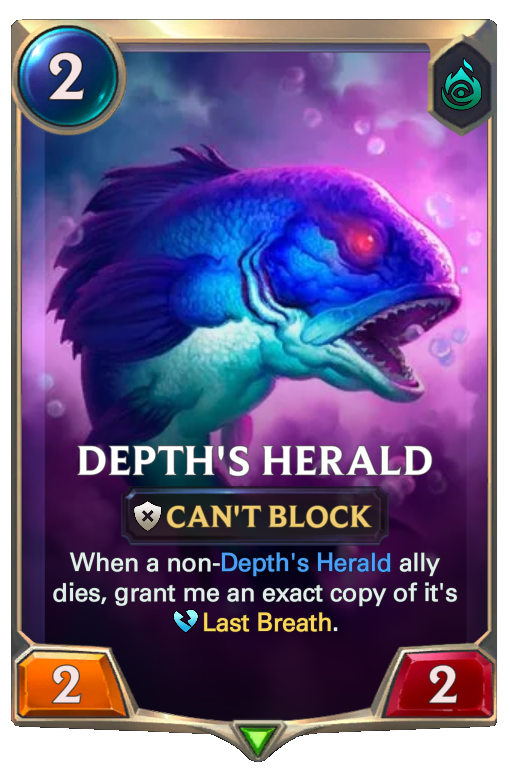 2
DEPTH'S HERALD
CAN'T BLOCK
When a non-Depth's Herald ally
dies, grant me an exact copy of it's
Last Breath.
2
2